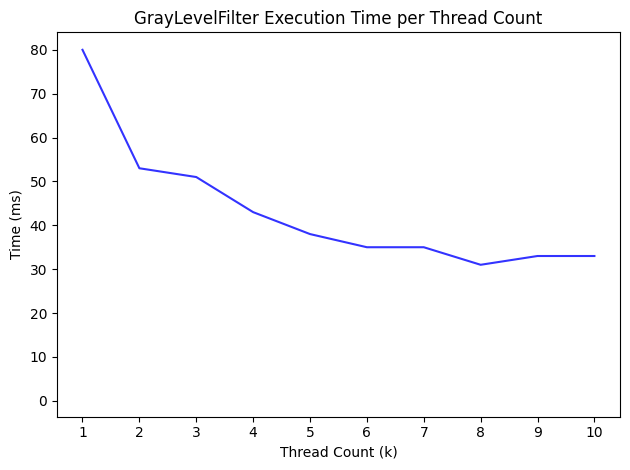 GrayLevelFilter Execution Time per Thread Count
Time (ms)
80
70
60
50
40
30
20
10
0
1 2 3 4 5 6 7 8 9 10
Thread Count (k)